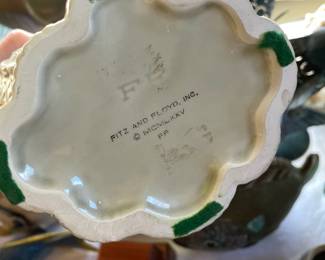 FF
FITZ AND FLOYD, INC.
© MCMLXXV
FF